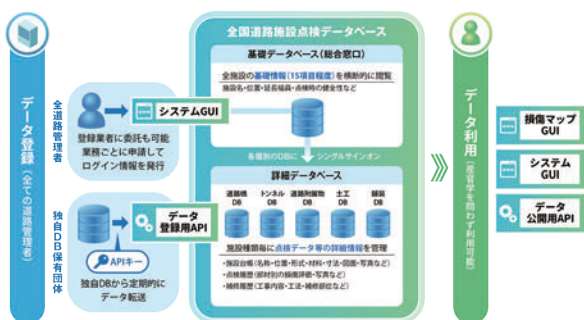 データ登録(全ての道路管理者)
全道路管理者
登録業者に委託も可能
業務ごとに申請して
ログイン情報を発行
システムGUI
独自DB保有団体
APIキー
独自DBから定期的に
データ転送
データ
登録用API
全国道路施設点検データベース
基礎データベース(総合窓口)
全施設の基礎情報(15項目程度)を横断的に閲覧
施設名・位置・延長幅員・点検時の健全性など
各個別のDBに
シングルサインオン
詳細データベース
道路橋
DB
トンネル
DB
道路附属物
DB
土工
DB
舗装
DB
施設種類毎に点検データ等の詳細情報を管理
・施設台帳(名称・位置・形式・材料・寸法・図面・写真など)
・点検履歴(部材別の損傷評価・写真など)
・補修履歴(工事内容・工法・補修部位など)
データ利用(産官学を問わず利用可能)
損傷マップ
GUI
システム
GUI
データ
公開用API